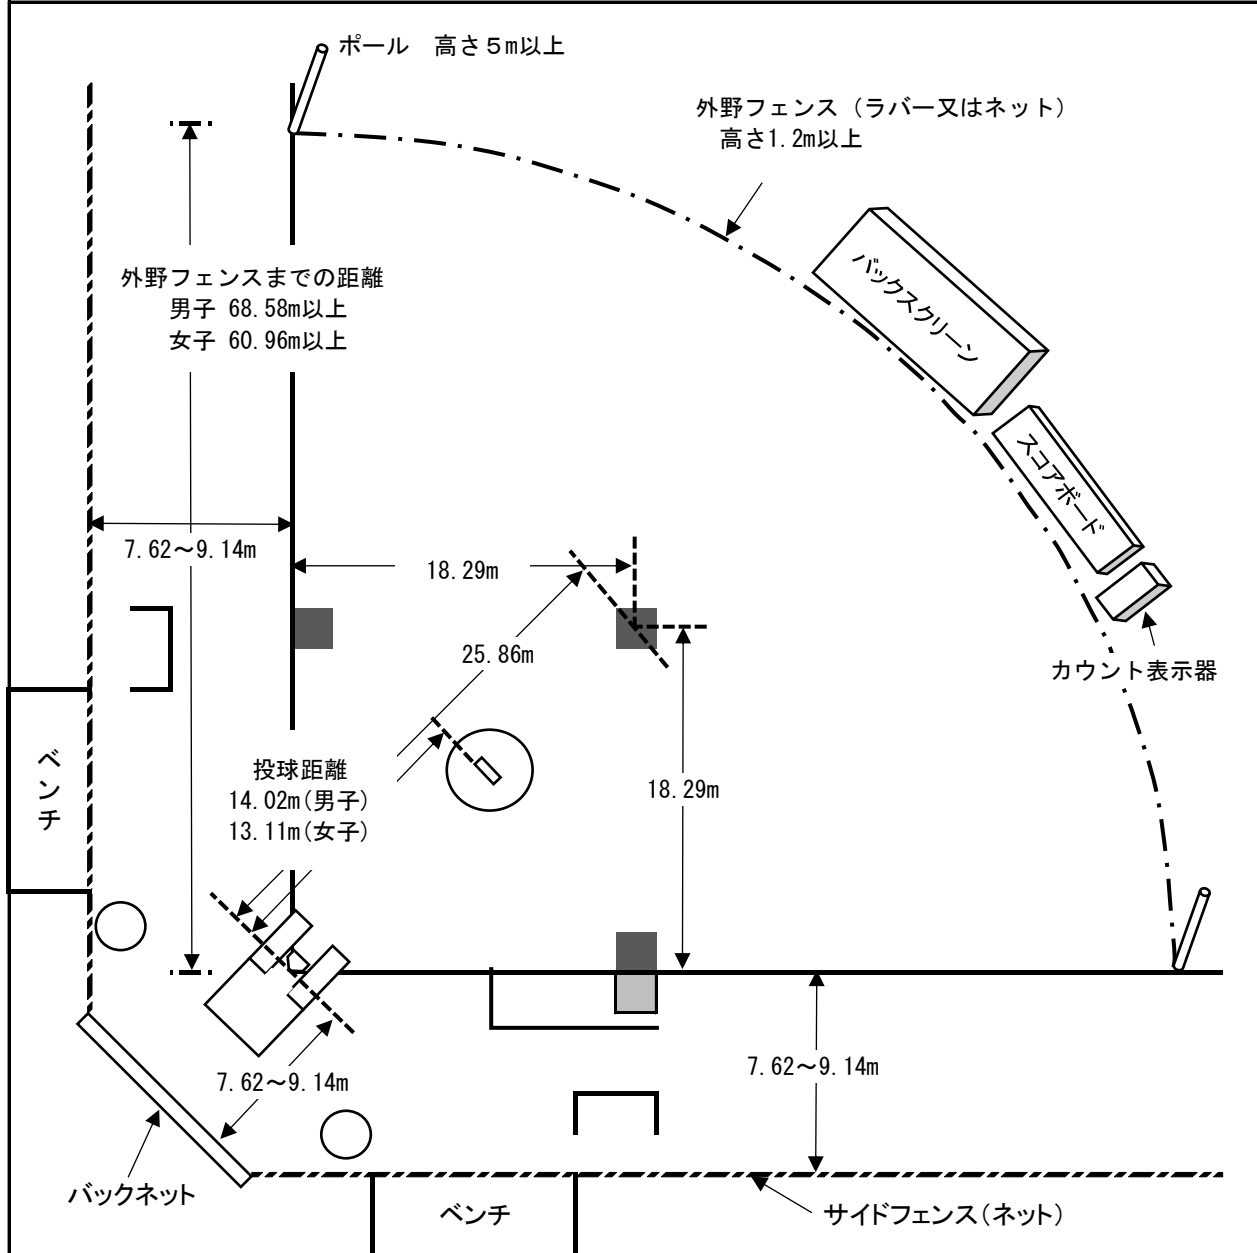 ポール　高さ５m以上
外野フェンス（ラバー又はネット）
高さ1.2m以上
バックスクリーン
外野フェンスまでの距離
男子 68.58m以上
女子 60.96m以上
スコアボード
7.62～9.14m
18.29m
25.86m
カウント表示器
ベンチ
投球距離
14.02m(男子)
13.11m(女子)
18.29m
7.62～9.14m
7.62～9.14m
バックネット
ベンチ
サイドフェンス(ネット)